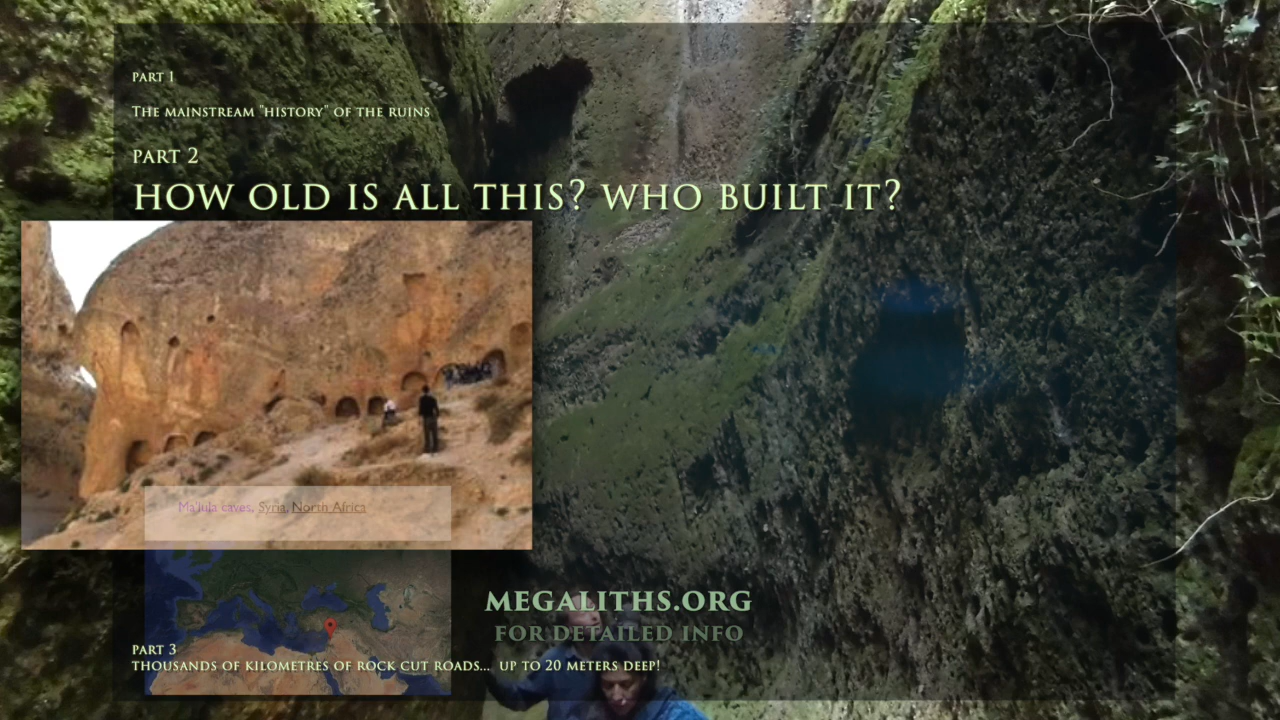 PART 1
THE MAINSTREAM "HISTORY" OF THE RUINS
PART 2
HOW OLD IS ALL THIS? WHO BUILT IT?
Ma'lula caves, Syria, North Africa
MEGALITHS.ORG
FOR DETAILED INFO
PART 3
THOUSANDS OF KILOMETRES OF ROCK CUT ROADS... UP TO 20 METERS DEEP!